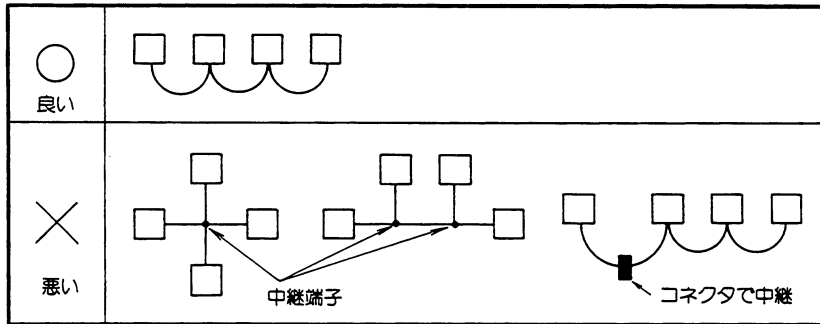 良い
悪い
中継端子
コネクタで中継